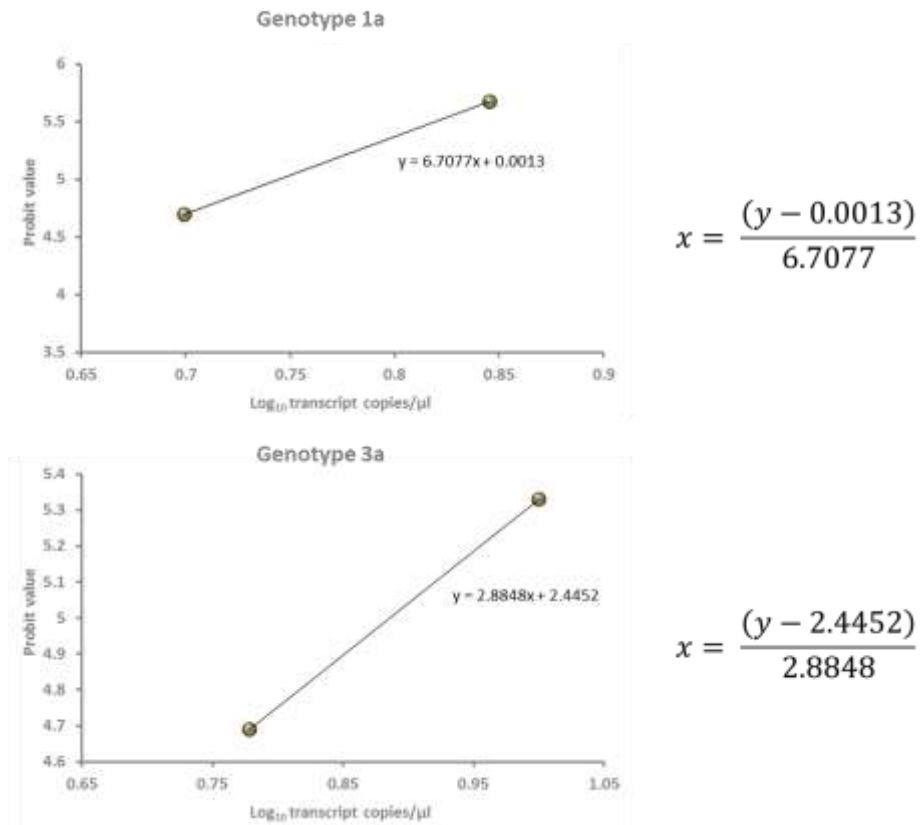 Genotype 1a
6
5.5
5
4.5
4
3.5
Probit value
y = 6.7077x + 0.0013
0.65 0.7 0.75 0.8 0.85 0.9
Log₁₀ transcript copies/µl
x = (y − 0.0013)
6.7077
Genotype 3a
5.4
5.3
5.2
5.1
5
4.9
4.8
4.7
4.6
Probit value
y = 2.8848x + 2.4452
0.65 0.75 0.85 0.95 1.05
Log₁₀ transcript copies/µl
x = (y − 2.4452)
2.8848